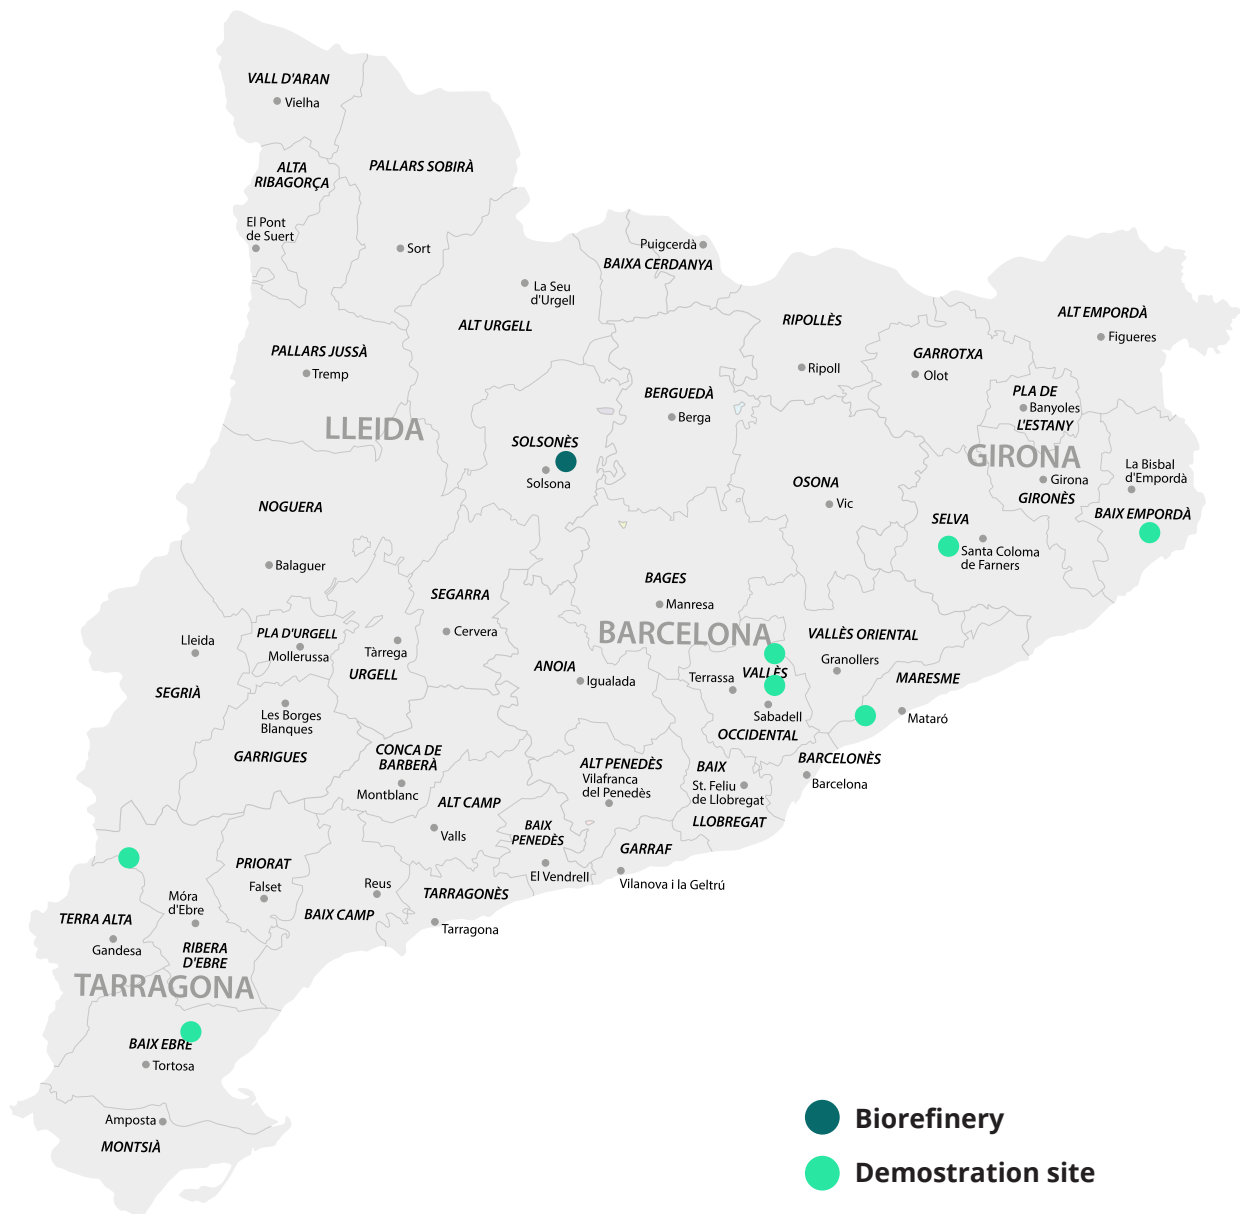 VALL D'ARAN
Vielha
ALTA
RIBAGORÇA
PALLARS SOBIRÀ
El Pont
de Suert
Sort
Puigcerdà
BAIXA CERDANYA
La Seu
d'Urgell
ALT URGELL
RIPOLLÈS
ALT EMPORDÀ
Figueres
PALLARS JUSSÀ
Tremp
Ripoll
GARROTXA
Olot
BERGUEDÀ
Berga
PLA DE
Banyoles
L'ESTANY
LLEIDA
SOLSONÈS
Solsona
GIRONA
Girona
GIRONÈS
La Bisbal
d'Empordà
BAIX EMPORDÀ
OSONA
Vic
NOGUERA
SELVA
Santa Coloma
de Farners
Balaguer
BAGES
Manresa
SEGARRA
Cervera
BARCELONA
VALLÈS ORIENTAL
Granollers
PLA D'URGELL
Mollerussa
Lleida
Tàrrega
URGELL
ANOIA
Igualada
Terrassa
VALLÈS
Sabadell
OCCIDENTAL
MARESME
Mataró
SEGRIÀ
Les Borges
Blanques
GARRIGUES
CONCA DE
BARBERÀ
Montblanc
ALT PENEDÈS
Vilafranca
del Penedès
BAIX
St. Feliu
de Llobregat
LLOBREGAT
BARCELONÈS
Barcelona
ALT CAMP
Valls
BAIX
PENEDÈS
El Vendrell
GARRAF
Vilanova i la Geltrú
PRIORAT
Falset
Reus
BAIX CAMP
TARRAGONÈS
Tarragona
Móra
d'Ebre
TERRA ALTA
Gandesa
RIBERA
D'EBRE
TARRAGONA
BAIX EBRE
Tortosa
Amposta
MONTSIÀ
Biorefinery
Demostration site